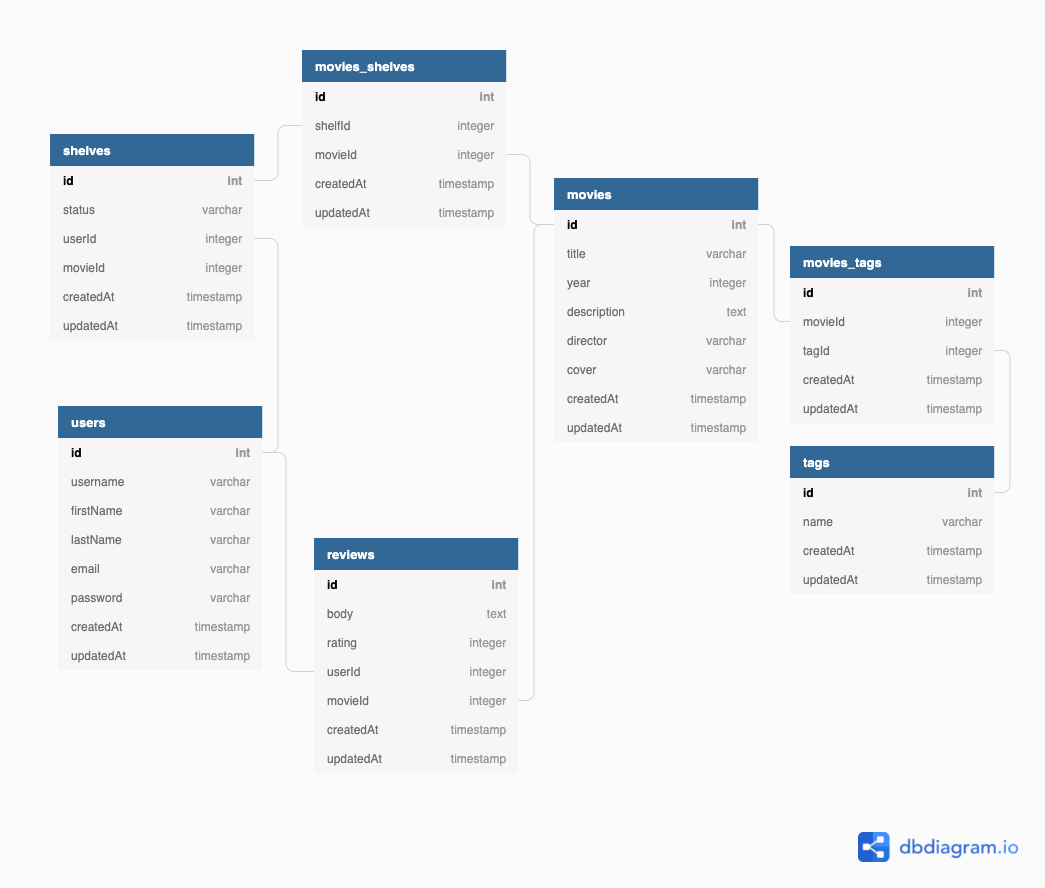 movies_shelves
id int
shelfId integer
movieId integer
createdAt timestamp
updatedAt timestamp
shelves
id int
status varchar
userId integer
movieId integer
createdAt timestamp
updatedAt timestamp
movies
id int
title varchar
year integer
description text
director varchar
cover varchar
createdAt timestamp
updatedAt timestamp
movies_tags
id int
movieId integer
tagId integer
createdAt timestamp
updatedAt timestamp
users
id int
username varchar
firstName varchar
lastName varchar
email varchar
password varchar
createdAt timestamp
updatedAt timestamp
tags
id int
name varchar
createdAt timestamp
updatedAt timestamp
reviews
id int
body text
rating integer
userId integer
movieId integer
createdAt timestamp
updatedAt timestamp
dbdiagram.io